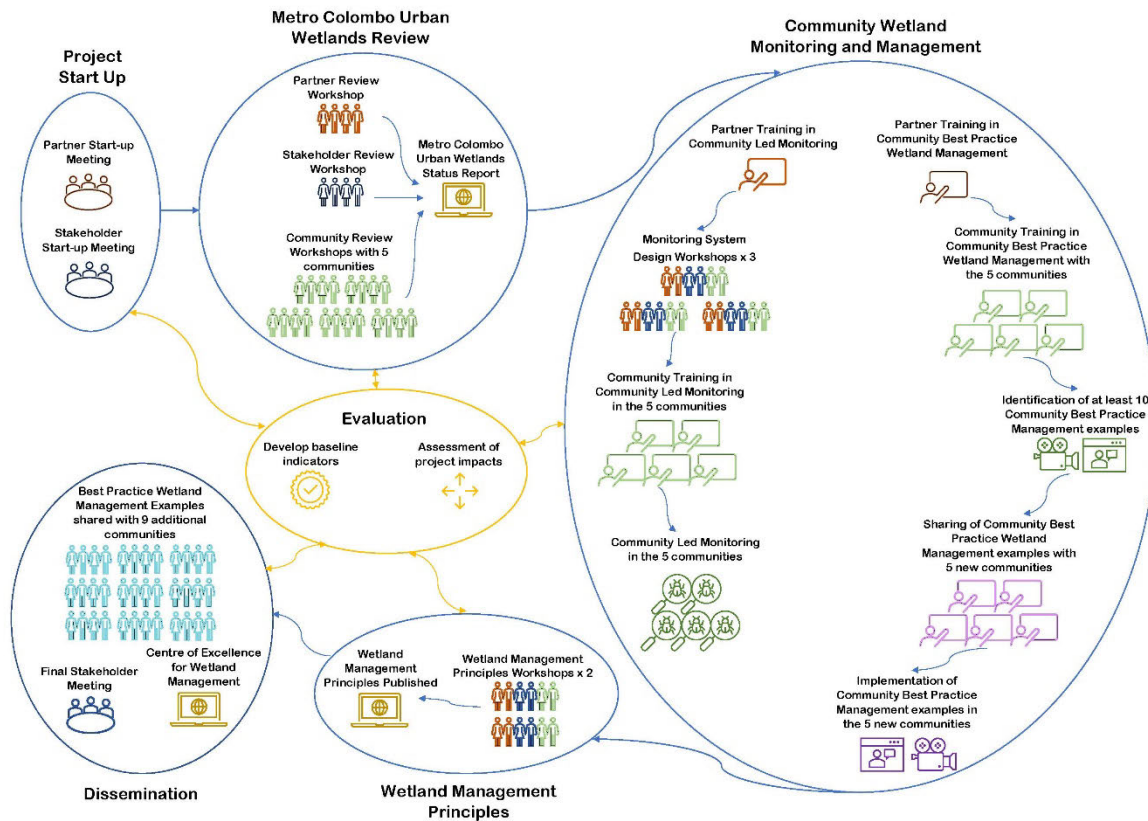 Project
Start Up
Partner Start-up
Meeting
Stakeholder
Start-up Meeting
Metro Colombo Urban
Wetlands Review
Partner Review
Workshop
Stakeholder Review
Workshop
Community Review
Workshops with 5
communities
Metro Colombo
Urban Wetlands
Status Report
Community Wetland
Monitoring and Management
Partner Training in
Community Led Monitoring
Monitoring System
Design Workshops x 3
Community Training in
Community Led Monitoring
in the 5 communities
Community Led Monitoring
in the 5 communities
Partner Training in
Community Best Practice
Wetland Management
Community Training in
Community Best Practice
Wetland Management with
the 5 communities
Identification of at least 10
Community Best Practice
Management examples
Sharing of Community Best
Practice Wetland
Management examples with
5 new communities
Implementation of
Community Best Practice
Management examples in
the 5 new communities
Evaluation
Develop baseline
indicators
Assessment of
project impacts
Best Practice Wetland
Management Examples
shared with 9 additional
communities
Final Stakeholder
Meeting
Centre of Excellence
for Wetland
Management
Dissemination
Wetland
Management
Principles Published
Wetland Management
Principles Workshops x 2
Wetland Management
Principles